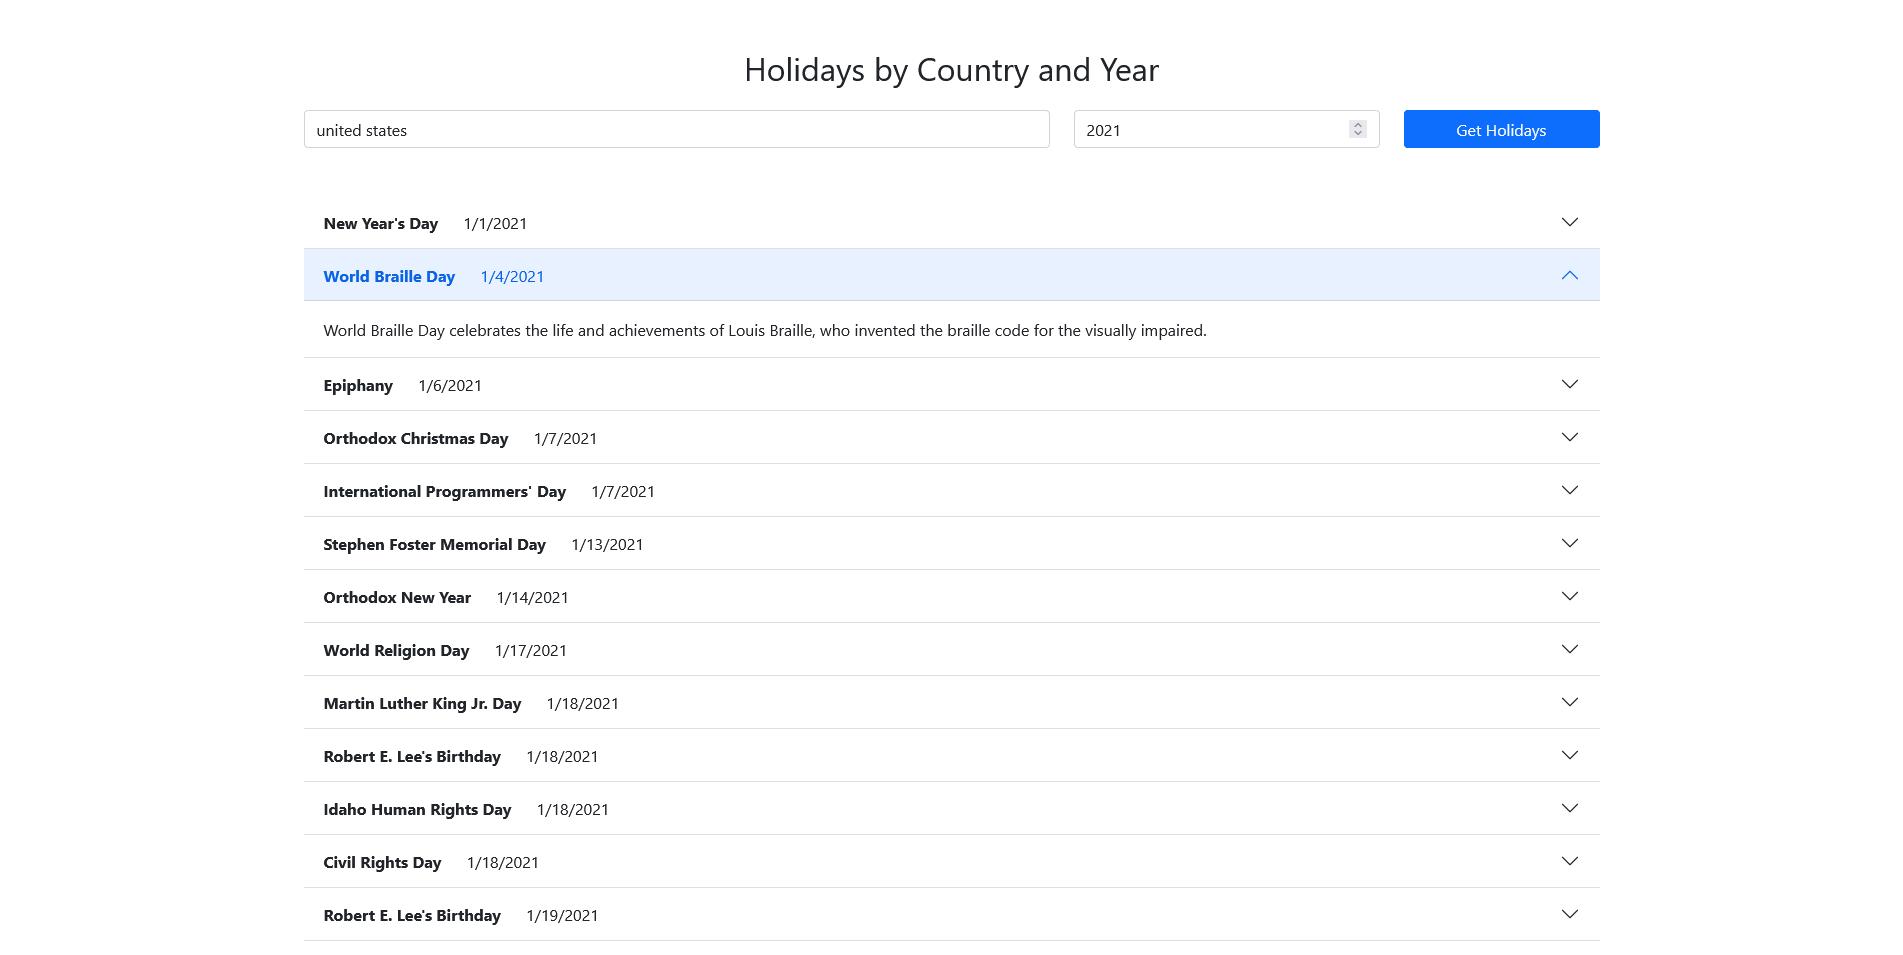 Holidays by Country and Year
united states 2021 Get Holidays
New Year's Day 1/1/2021
World Braille Day 1/4/2021
World Braille Day celebrates the life and achievements of Louis Braille, who invented the braille code for the visually impaired.
Epiphany 1/6/2021
Orthodox Christmas Day 1/7/2021
International Programmers' Day 1/7/2021
Stephen Foster Memorial Day 1/13/2021
Orthodox New Year 1/14/2021
World Religion Day 1/17/2021
Martin Luther King Jr. Day 1/18/2021
Robert E. Lee's Birthday 1/18/2021
Idaho Human Rights Day 1/18/2021
Civil Rights Day 1/18/2021
Robert E. Lee's Birthday 1/19/2021